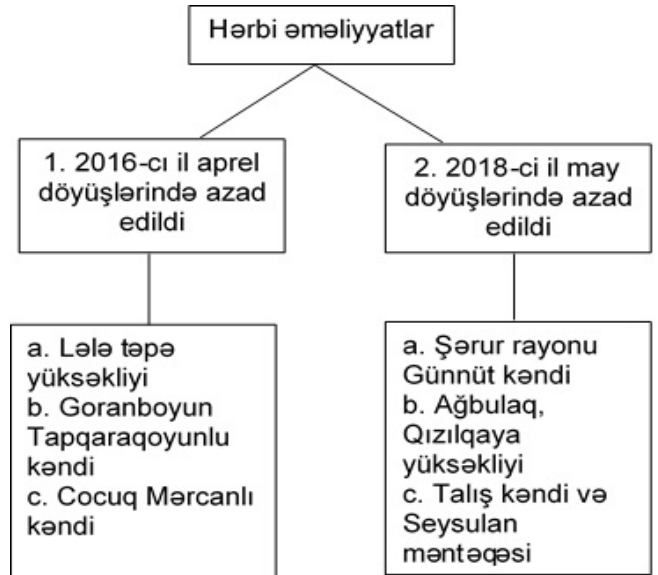 Hərbi əməliyyatlar
1. 2016-cı il aprel
döyüşlərində azad
edildi
2. 2018-ci il may
döyüşlərində azad
edildi
a. Lələ təpə
yüksəkliyi
b. Goranboyun
Tapqaraqoyunlu
kəndi
c. Cocuq Mərcanlı
kəndi
a. Şərur rayonu
Günnüt kəndi
b. Ağbulaq,
Qızılqaya
yüksəkliyi
c. Talış kəndi və
Seysulan
məntəqəsi